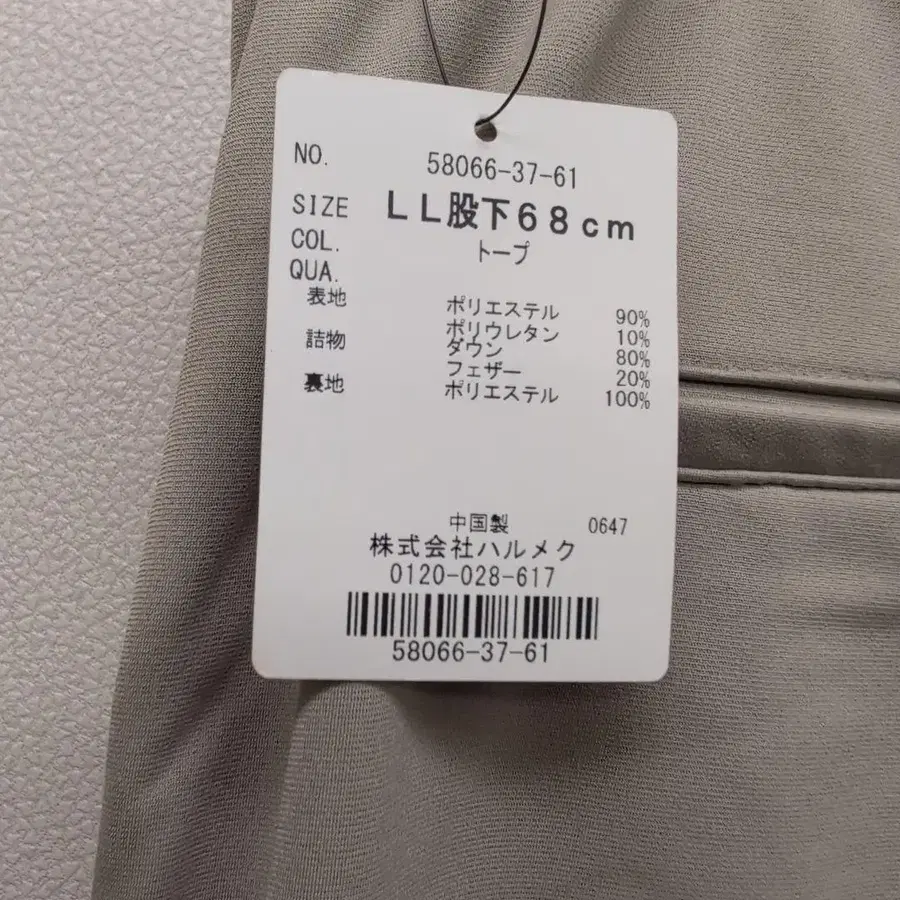 NO. 58066-37-61
SIZE LL股下68cm
COL. トープ
QUA.
表地 ポリエステル 90%
ポリウレタン 10%
詰物 ダウン 80%
フェザー 20%
裏地 ポリエステル 100%
中国製 0647
株式会社ハルメク
0120-028-617
58066-37-61